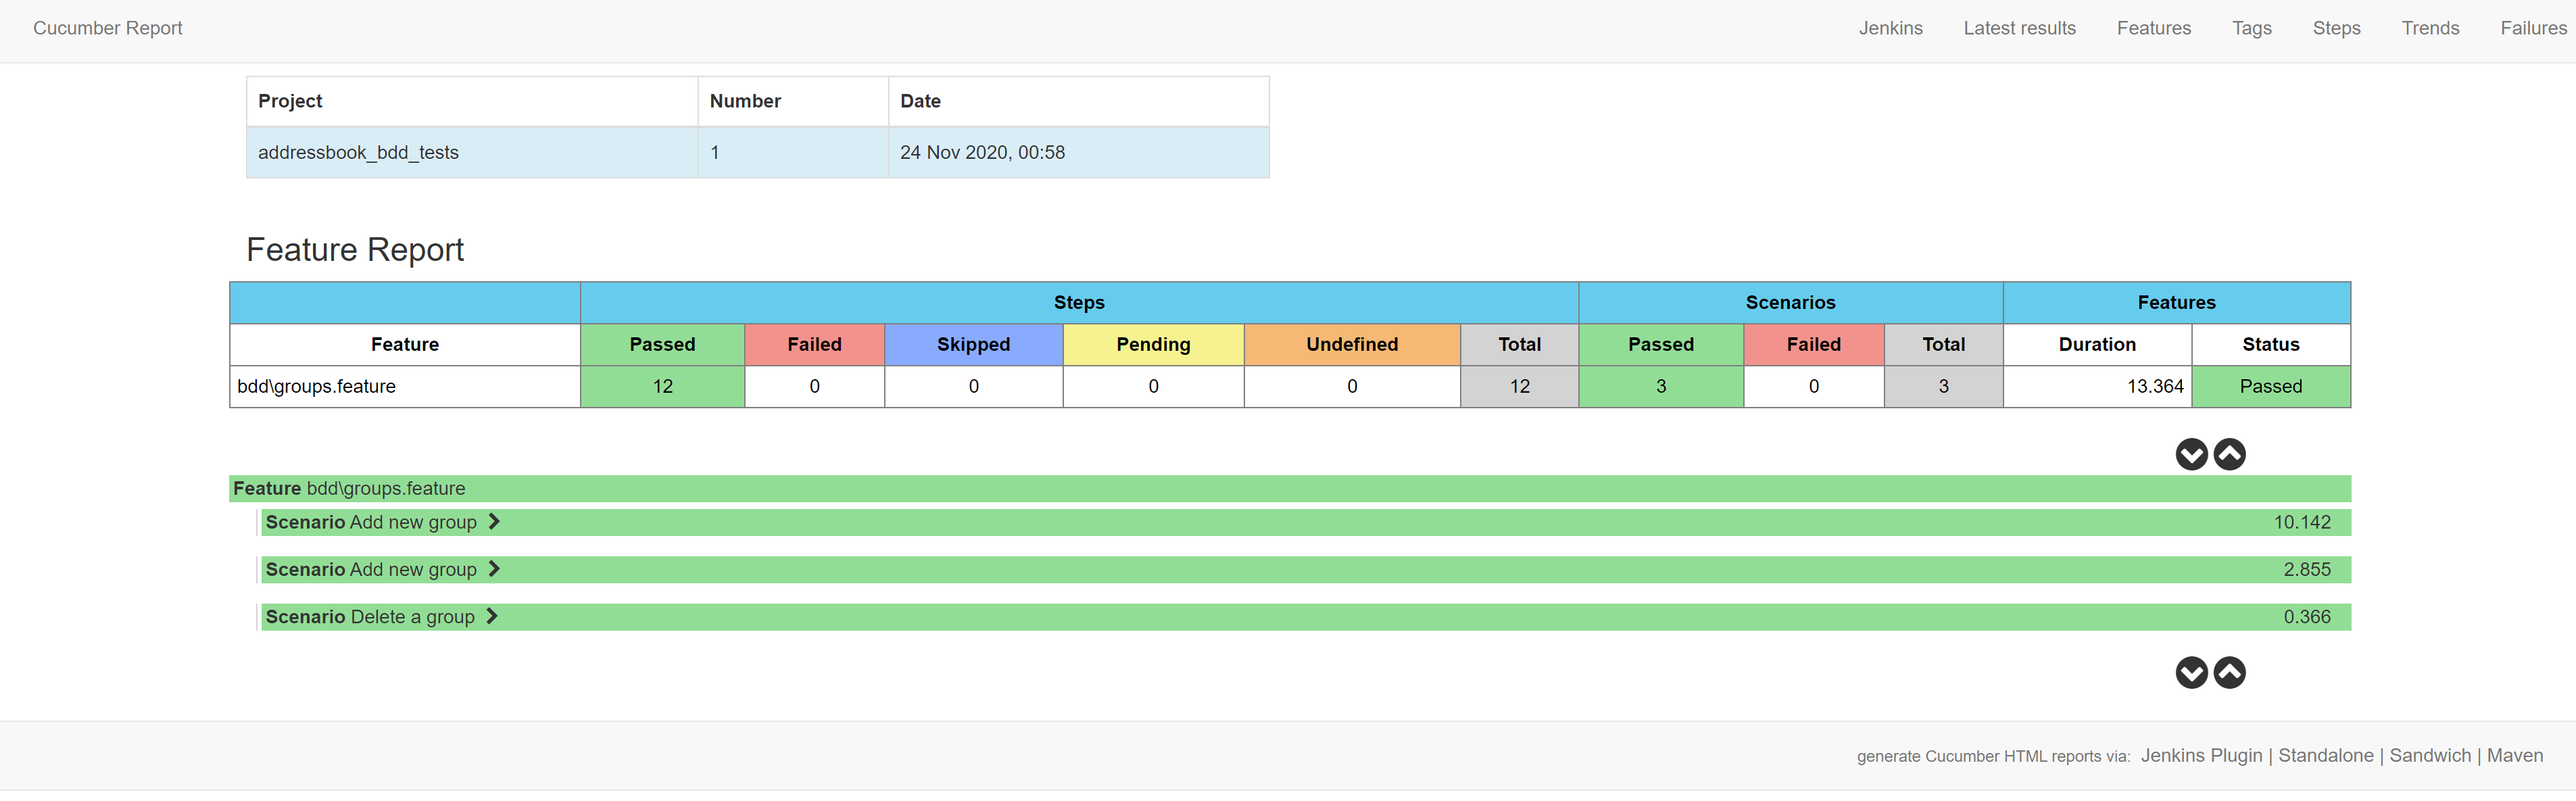 Cucumber Report Jenkins Latest results Features Tags Steps Trends Failures
Project Number Date
addressbook_bdd_tests 1 24 Nov 2020, 00:58
Feature Report
Steps Scenarios Features
Feature Passed Failed Skipped Pending Undefined Total Passed Failed Total Duration Status
bdd\groups.feature 12 0 0 0 0 12 3 0 3 13.364 Passed
Feature bdd\groups.feature
Scenario Add new group 10.142
Scenario Add new group 2.855
Scenario Delete a group 0.366
generate Cucumber HTML reports via: Jenkins Plugin | Standalone | Sandwich | Maven